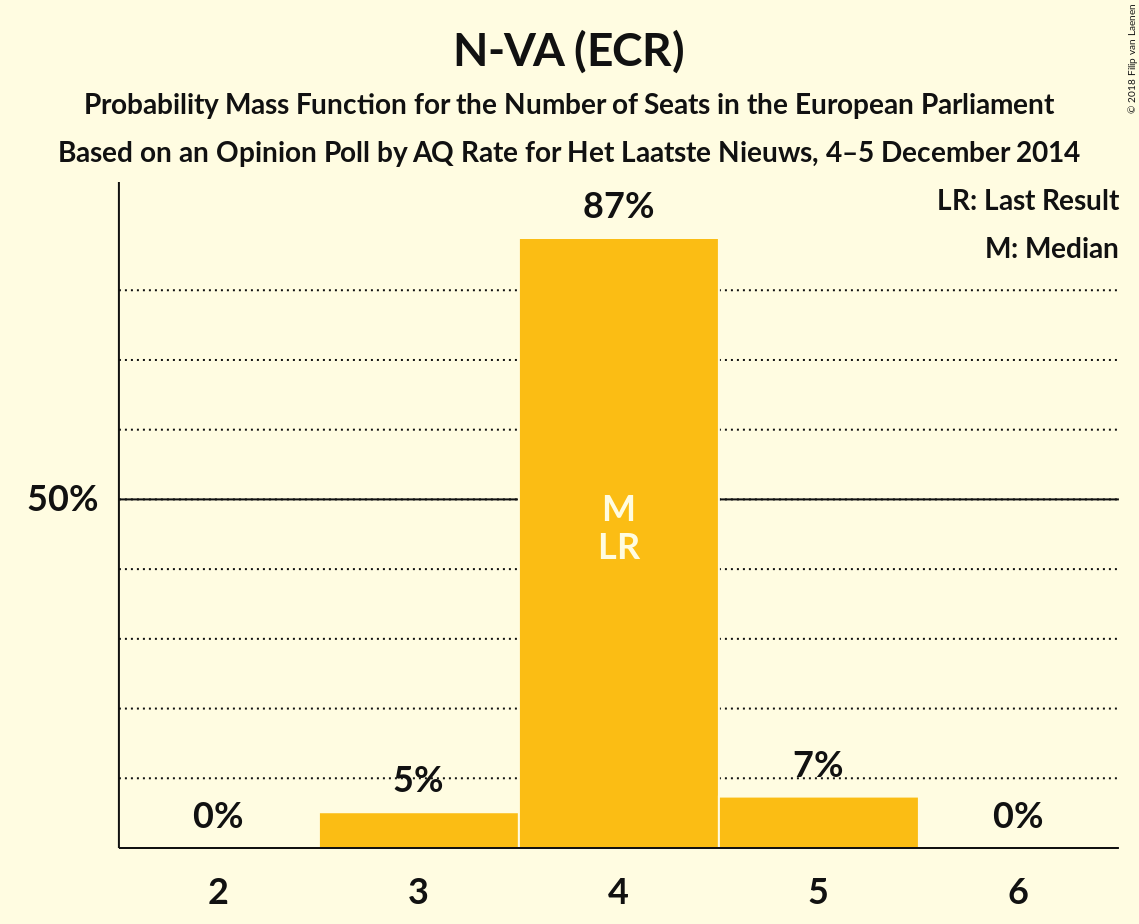 N-VA (ECR)
Probability Mass Function for the Number of Seats in the European Parliament
Based on an Opinion Poll by AQ Rate for Het Laatste Nieuws, 4–5 December 2014
© 2018 Filip van Laenen
LR: Last Result
M: Median
87%
50%
M
LR
5%
7%
0%
0%
2
3
4
5
6